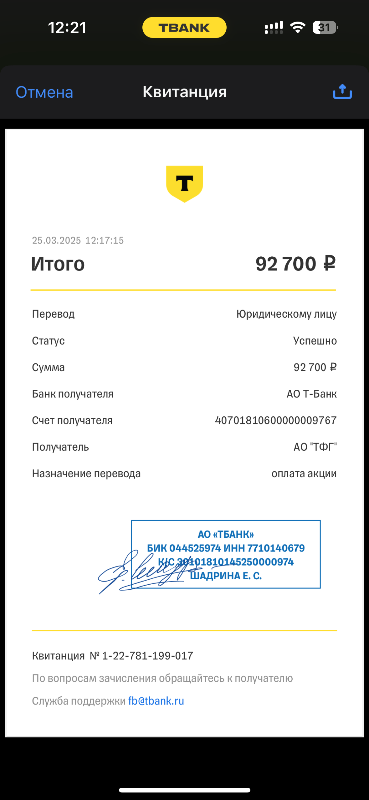 12:21
TBANK
31
Отмена
Квитанция
Т
25.03.2025 12:17:15
Итого 92 700 ₽
Перевод Юридическому лицу
Статус Успешно
Сумма 92 700 ₽
Банк получателя АО Т-Банк
Счет получателя 40701810600000009767
Получатель АО "ТФГ"
Назначение перевода оплата акции
АО «ТБАНК»
БИК 044525974 ИНН 7710140679
К/С 30101810145250000974
ШАДРИНА Е. С.
Квитанция № 1-22-781-199-017
По вопросам зачисления обращайтесь к получателю
Служба поддержки fb@tbank.ru